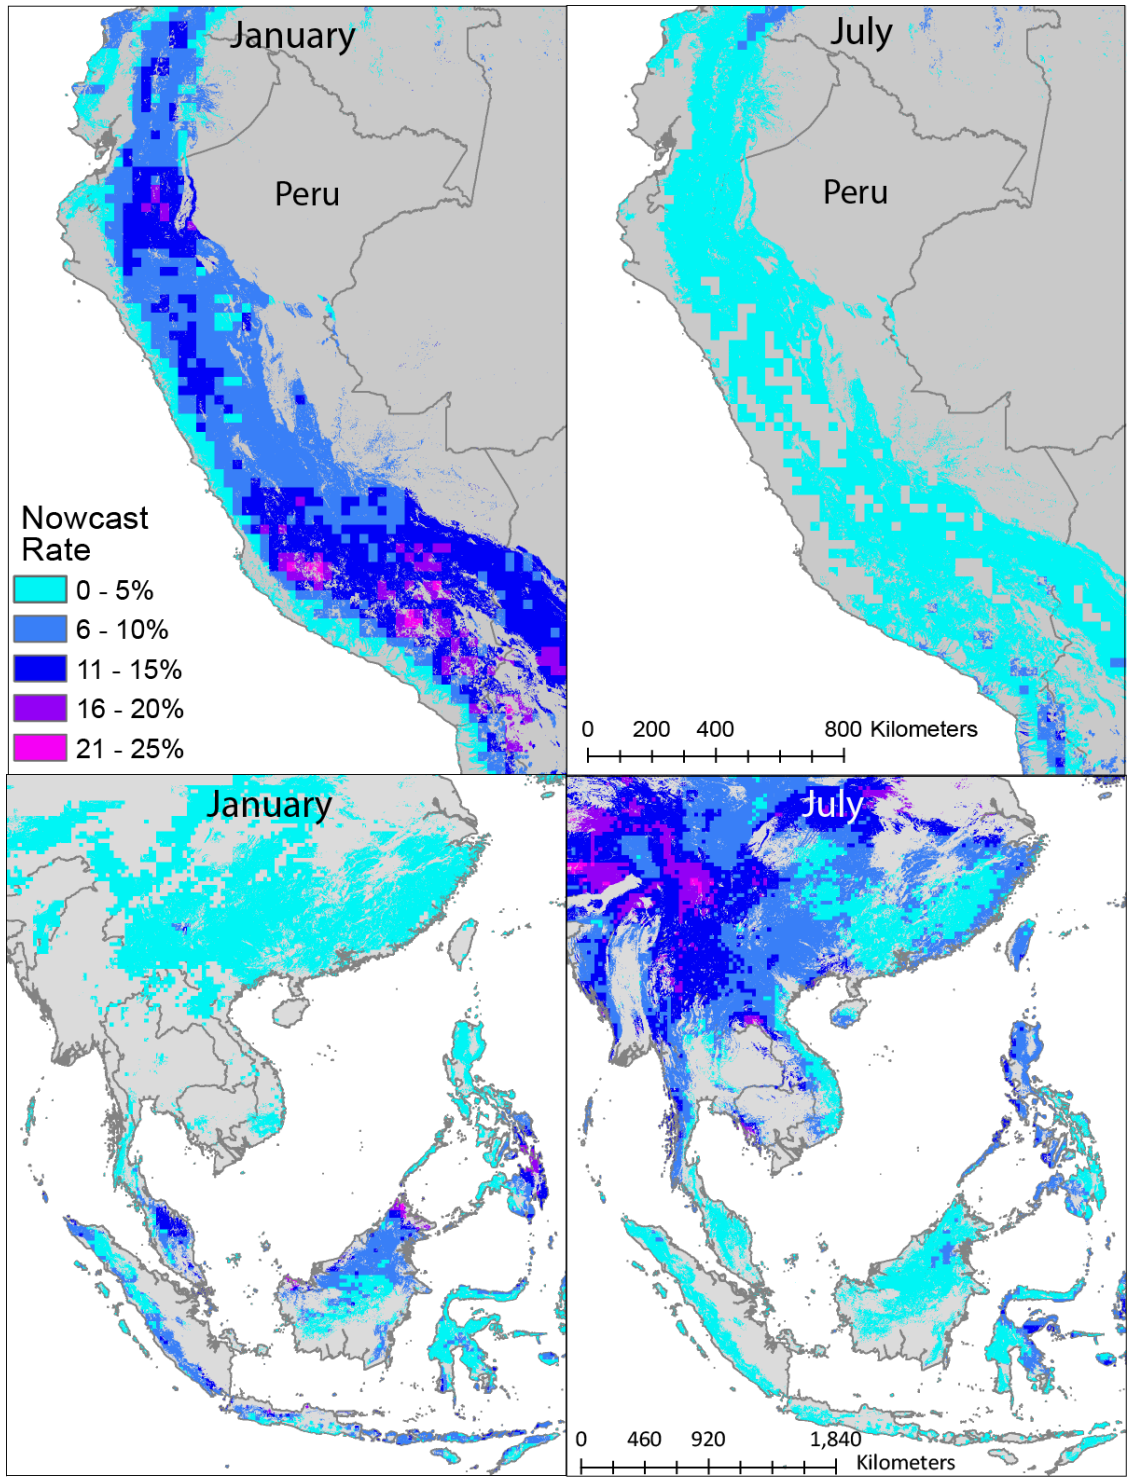 January
July
Peru
Peru
Nowcast
Rate
0 - 5%
6 - 10%
11 - 15%
16 - 20%
21 - 25%
0 200 400 800 Kilometers
January
July
0 460 920 1,840
Kilometers